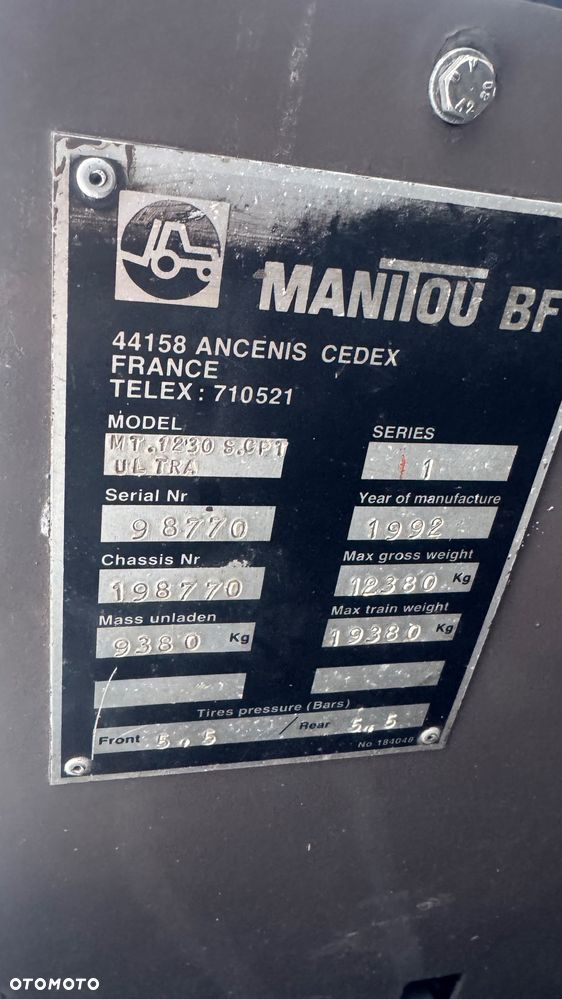 MANITOU BF
44158 ANCENIS CEDEX
FRANCE
TELEX : 710521
MODEL
MT.1230 S.CP1
ULTRA
SERIES
1
Serial Nr
98770
Year of manufacture
1992
Chassis Nr
198770
Max gross weight
12380 Kg
Mass unladen
9380 Kg
Max train weight
19380 Kg
Tires pressure (Bars)
Front 5.5 / Rear 5.5
No 184048
OTOMOTO